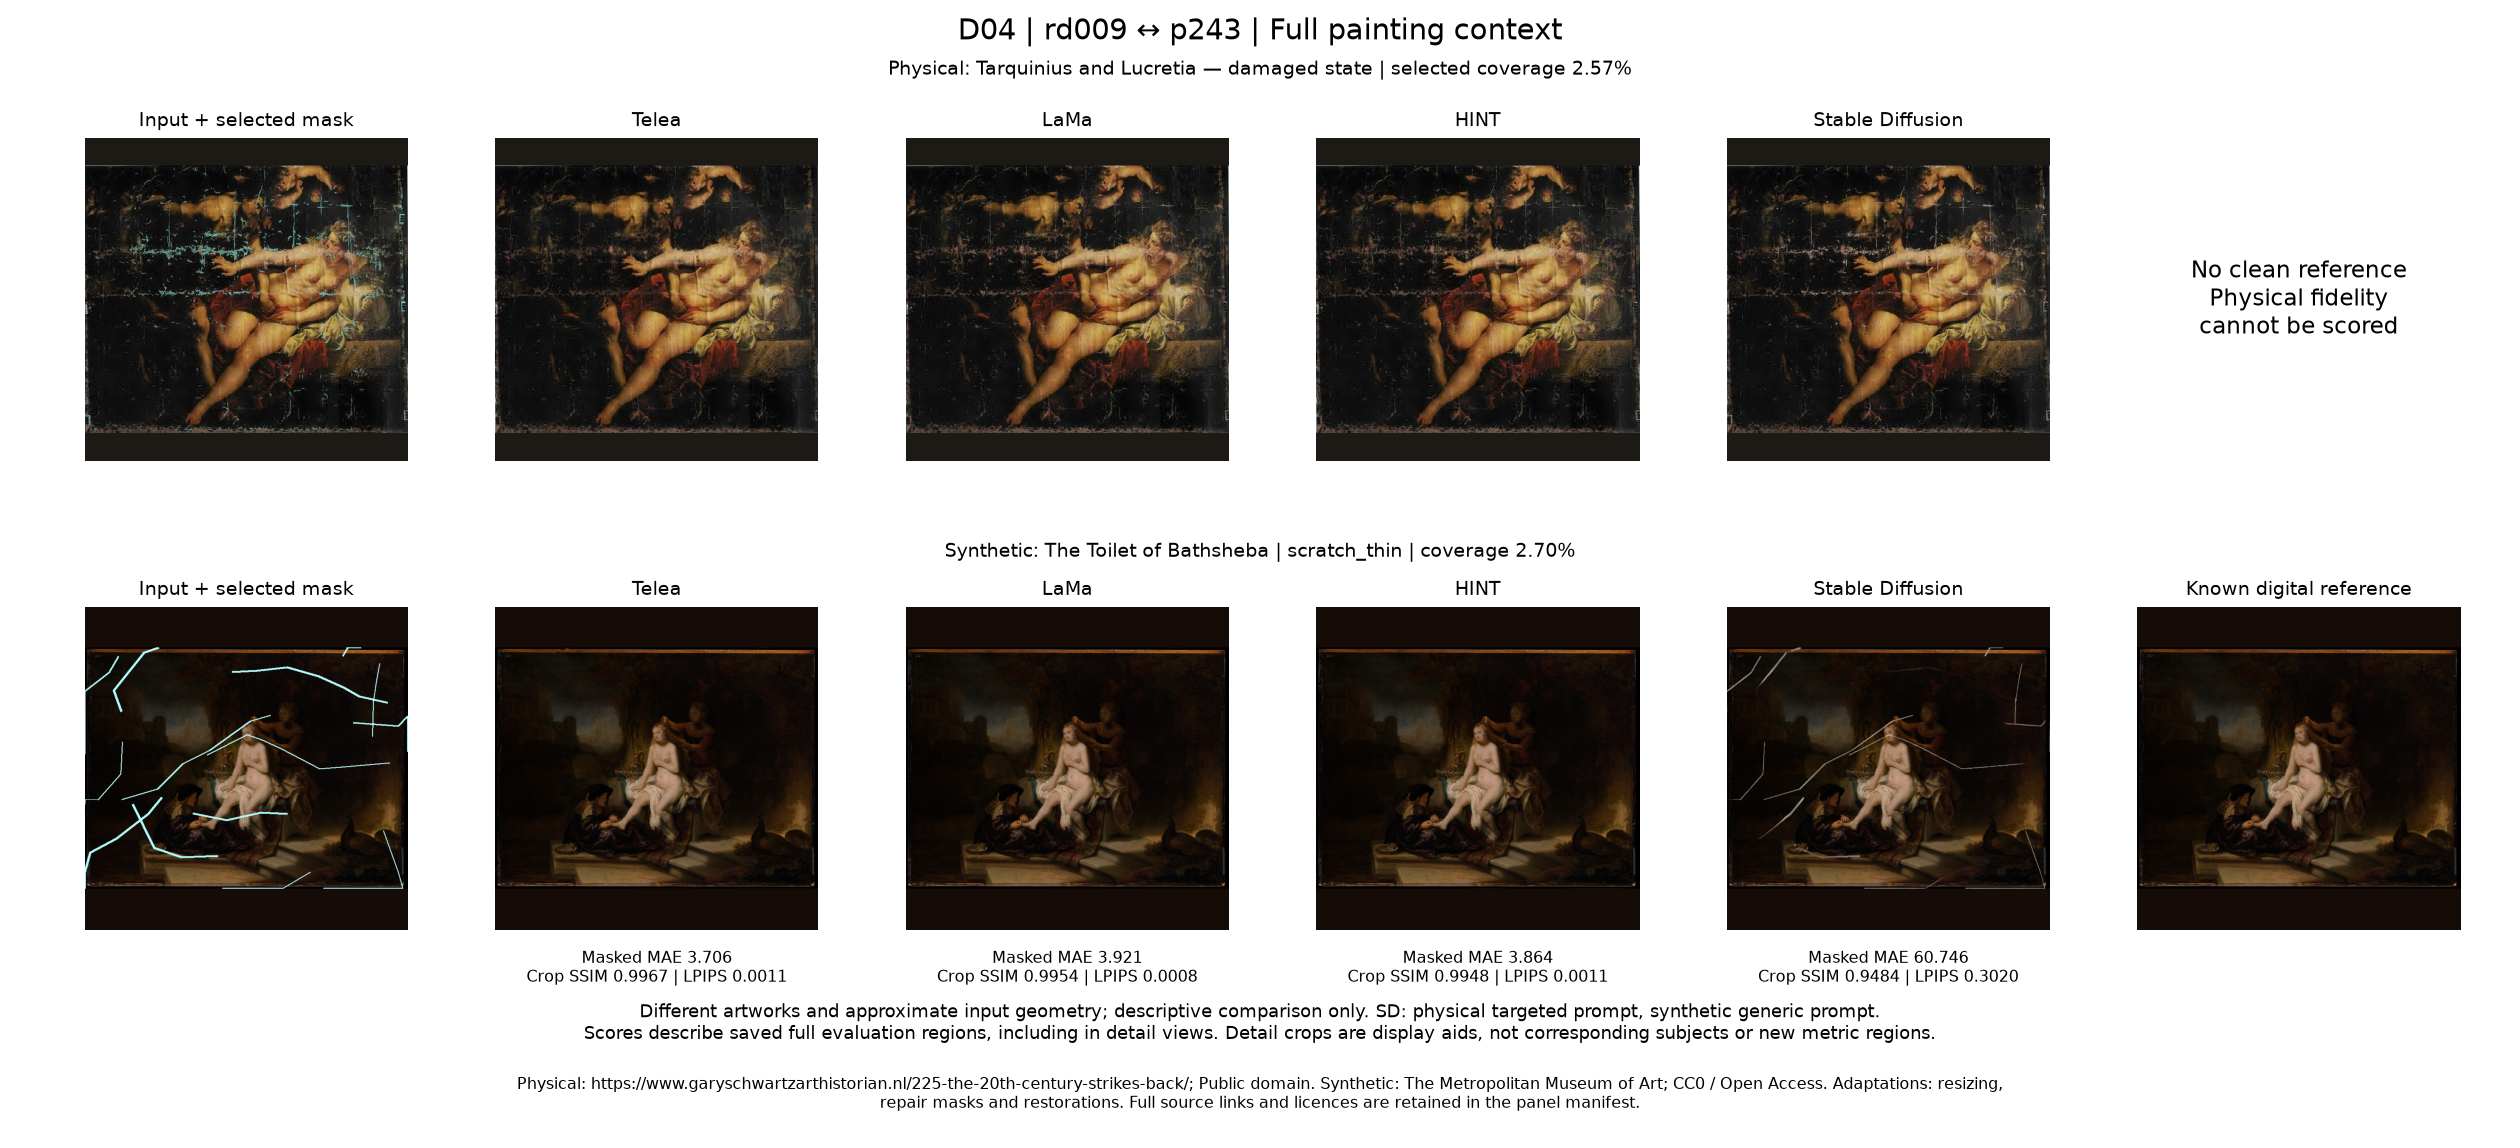 D04 | rd009 ↔ p243 | Full painting context
Physical: Tarquinius and Lucretia — damaged state | selected coverage 2.57%
Input + selected mask
Telea
LaMa
HINT
Stable Diffusion
No clean reference
Physical fidelity
cannot be scored
Synthetic: The Toilet of Bathsheba | scratch_thin | coverage 2.70%
Input + selected mask
Telea
LaMa
HINT
Stable Diffusion
Known digital reference
Masked MAE 3.706
Crop SSIM 0.9967 | LPIPS 0.0011
Masked MAE 3.921
Crop SSIM 0.9954 | LPIPS 0.0008
Masked MAE 3.864
Crop SSIM 0.9948 | LPIPS 0.0011
Masked MAE 60.746
Crop SSIM 0.9484 | LPIPS 0.3020
Different artworks and approximate input geometry; descriptive comparison only. SD: physical targeted prompt, synthetic generic prompt.
Scores describe saved full evaluation regions, including in detail views. Detail crops are display aids, not corresponding subjects or new metric regions.
Physical: https://www.garyschwartzarthistorian.nl/225-the-20th-century-strikes-back/; Public domain. Synthetic: The Metropolitan Museum of Art; CC0 / Open Access. Adaptations: resizing,
repair masks and restorations. Full source links and licences are retained in the panel manifest.